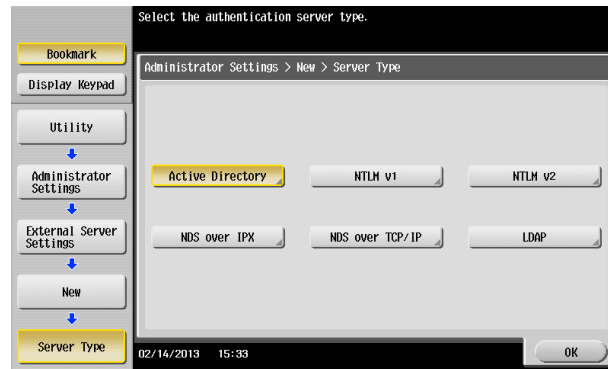 Select the authentication server type.
Bookmark
Display Keypad
Utility
Administrator
Settings
External Server
Settings
New
Server Type
Administrator Settings > New > Server Type
Active Directory
NTLM v1
NTLM v2
NDS over IPX
NDS over TCP/IP
LDAP
02/14/2013 15:33
OK